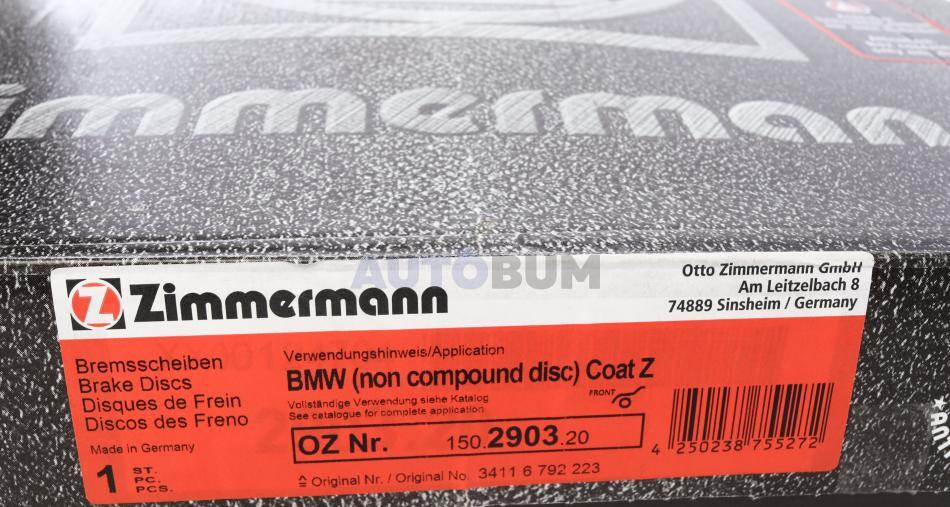 immermann
AUTOBUM
Zimmermann
Otto Zimmermann GmbH
Am Leitzelbach 8
74889 Sinsheim / Germany
Bremsscheiben
Brake Discs
Disques de Frein
Discos des Freno
Made in Germany
1
ST.
PC.
PCS.
Verwendungshinweis/Application
BMW (non compound disc) Coat Z
Vollständige Verwendung siehe Katalog
See catalogue for complete application
FRONT
OZ Nr. 150.2903.20
≙ Original Nr. / Original No. 3411 6 792 223
4 250238 755272